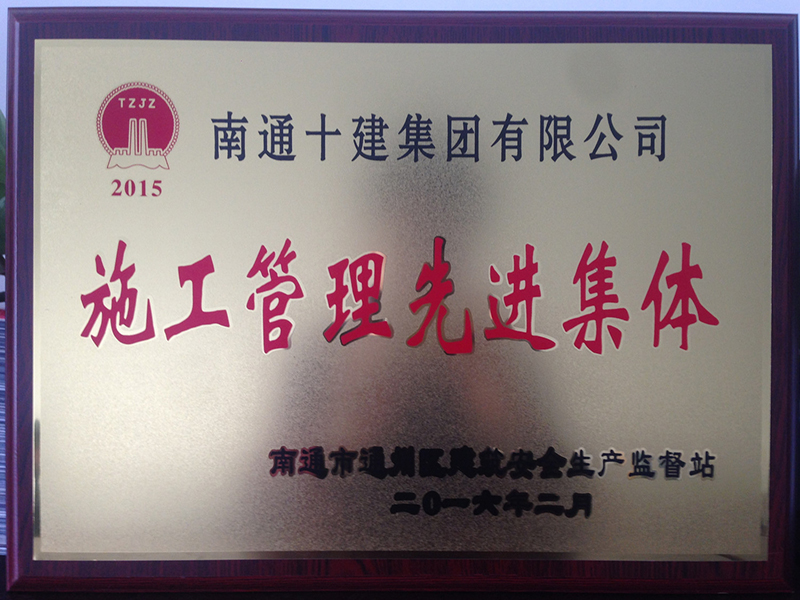 TZJZ
2015
南通十建集团有限公司
施工管理先进集体
南通市通州区建筑安全生产监督站
二0一六年二月